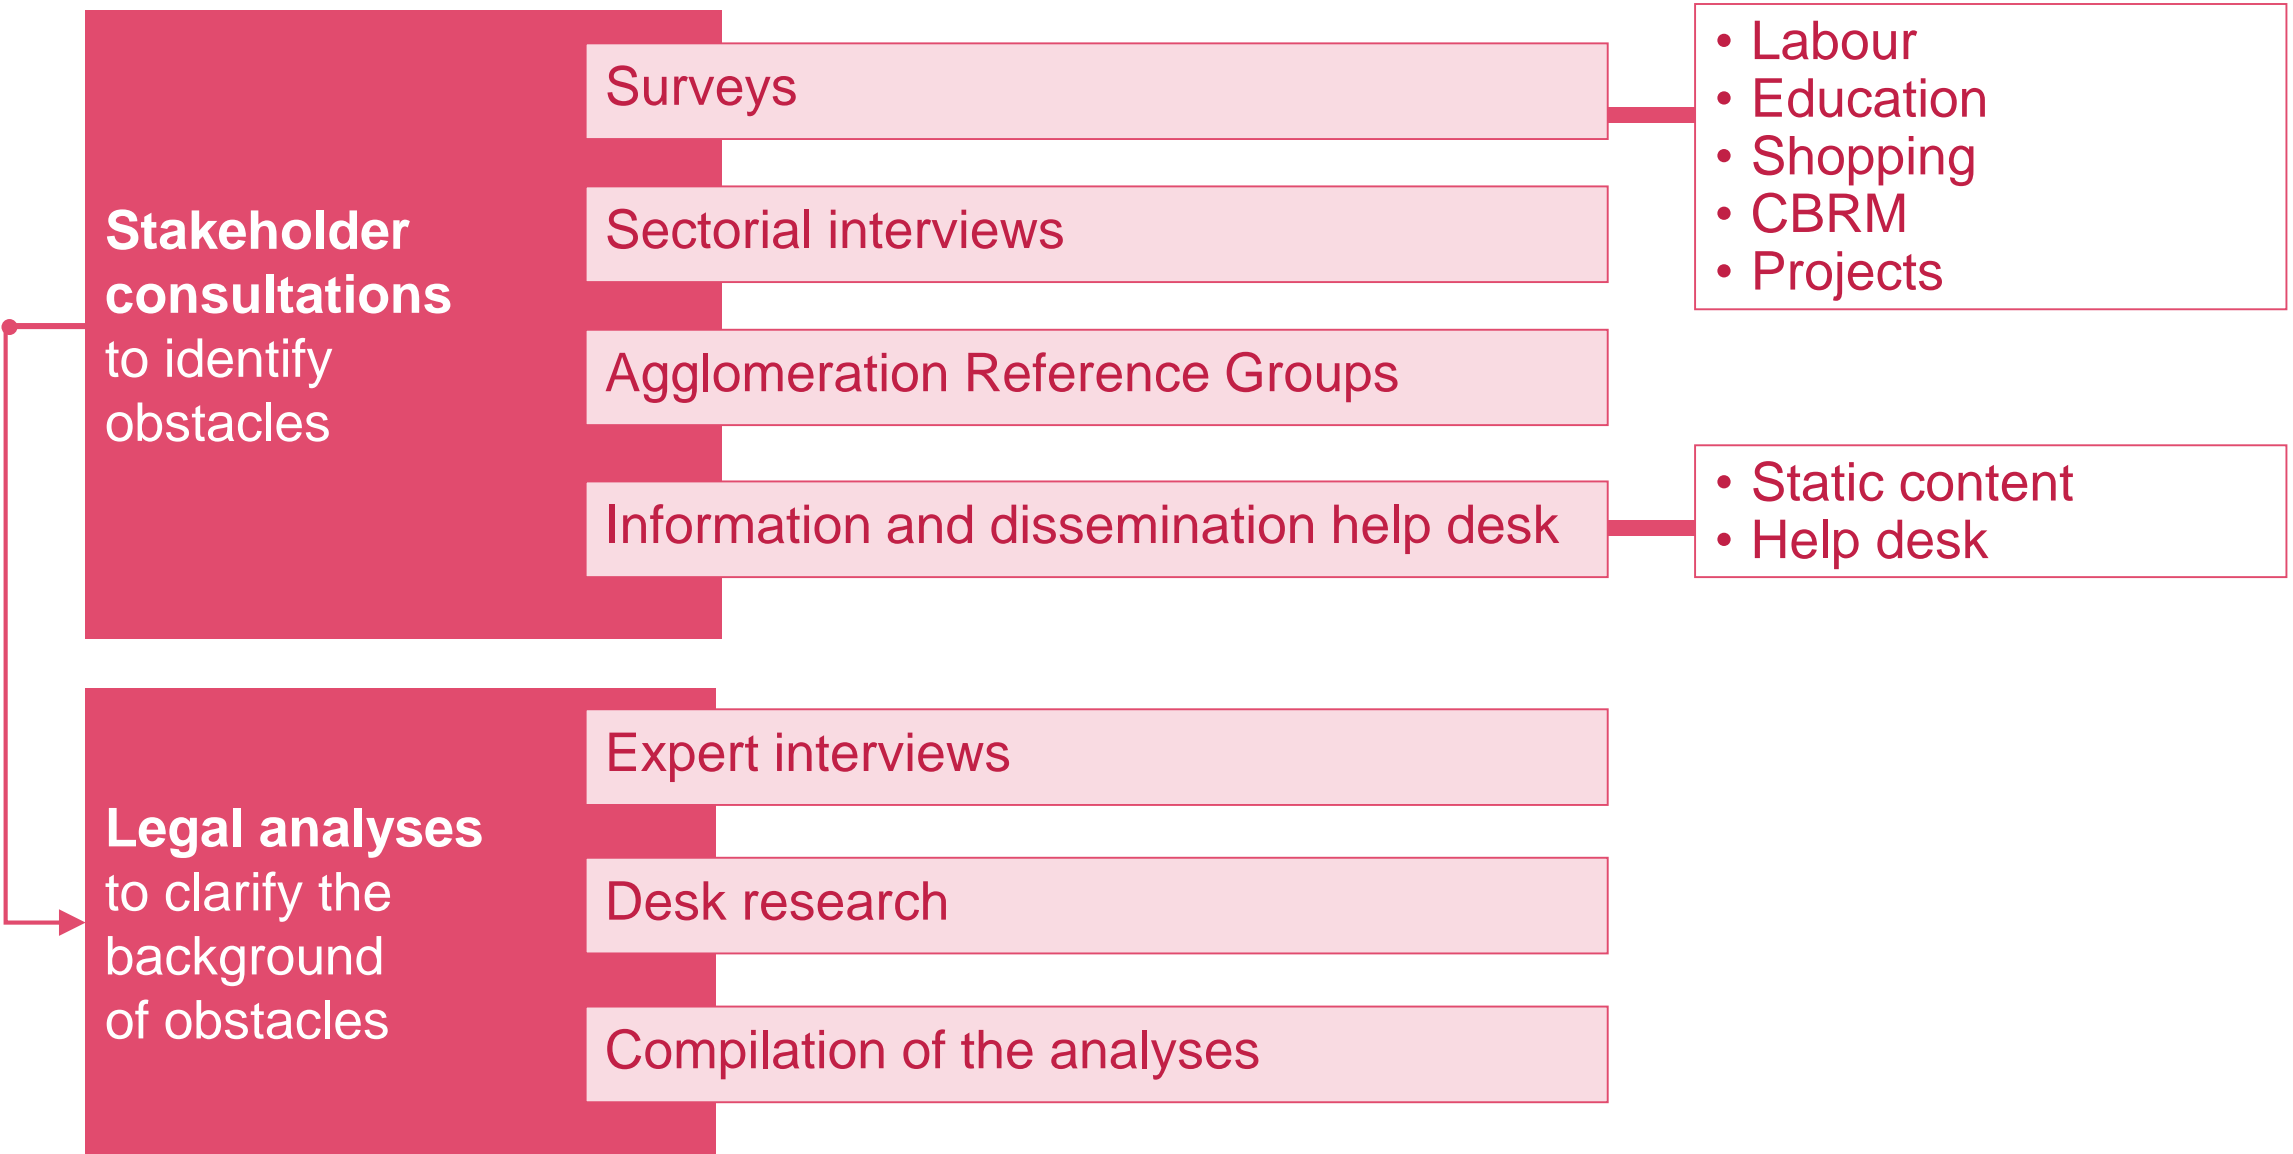 Stakeholder
consultations
to identify
obstacles
Surveys
• Labour
• Education
• Shopping
• CBRM
• Projects
Sectorial interviews
Agglomeration Reference Groups
Information and dissemination help desk
• Static content
• Help desk
Legal analyses
to clarify the
background
of obstacles
Expert interviews
Desk research
Compilation of the analyses